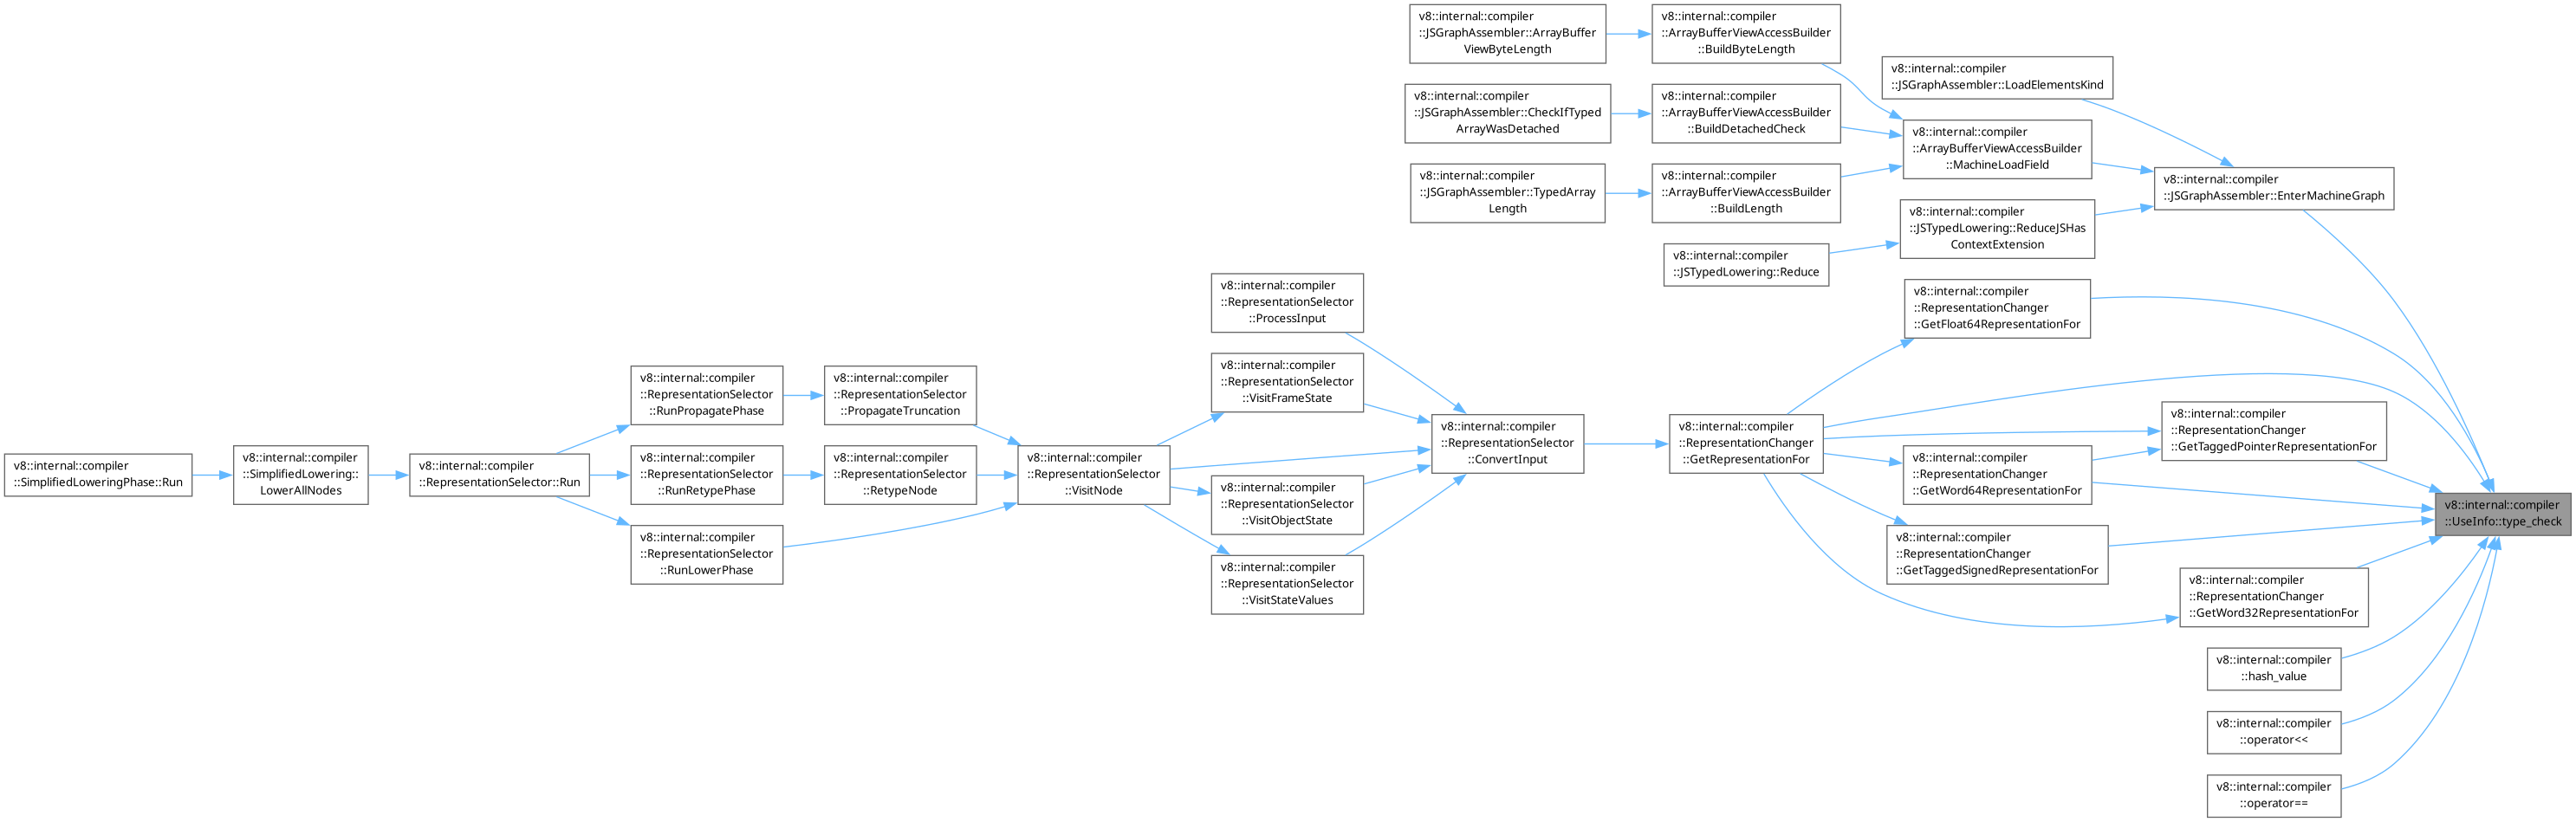 v8::internal::compiler
::JSGraphAssembler::ArrayBuffer
ViewByteLength
v8::internal::compiler
::ArrayBufferViewAccessBuilder
::BuildByteLength
v8::internal::compiler
::JSGraphAssembler::LoadElementsKind
v8::internal::compiler
::JSGraphAssembler::CheckIfTyped
ArrayWasDetached
v8::internal::compiler
::ArrayBufferViewAccessBuilder
::BuildDetachedCheck
v8::internal::compiler
::ArrayBufferViewAccessBuilder
::MachineLoadField
v8::internal::compiler
::JSGraphAssembler::TypedArray
Length
v8::internal::compiler
::ArrayBufferViewAccessBuilder
::BuildLength
v8::internal::compiler
::JSGraphAssembler::EnterMachineGraph
v8::internal::compiler
::JSTypedLowering::ReduceJSHas
ContextExtension
v8::internal::compiler
::JSTypedLowering::Reduce
v8::internal::compiler
::RepresentationSelector
::ProcessInput
v8::internal::compiler
::RepresentationChanger
::GetFloat64RepresentationFor
v8::internal::compiler
::RepresentationSelector
::VisitFrameState
v8::internal::compiler
::RepresentationSelector
::RunPropagatePhase
v8::internal::compiler
::RepresentationSelector
::PropagateTruncation
v8::internal::compiler
::RepresentationSelector
::ConvertInput
v8::internal::compiler
::RepresentationChanger
::GetRepresentationFor
v8::internal::compiler
::RepresentationChanger
::GetTaggedPointerRepresentationFor
v8::internal::compiler
::SimplifiedLoweringPhase::Run
v8::internal::compiler
::SimplifiedLowering::
LowerAllNodes
v8::internal::compiler
::RepresentationSelector::Run
v8::internal::compiler
::RepresentationSelector
::RunRetypePhase
v8::internal::compiler
::RepresentationSelector
::RetypeNode
v8::internal::compiler
::RepresentationSelector
::VisitNode
v8::internal::compiler
::RepresentationSelector
::VisitObjectState
v8::internal::compiler
::RepresentationChanger
::GetWord64RepresentationFor
v8::internal::compiler
::UseInfo::type_check
v8::internal::compiler
::RepresentationSelector
::RunLowerPhase
v8::internal::compiler
::RepresentationSelector
::VisitStateValues
v8::internal::compiler
::RepresentationChanger
::GetTaggedSignedRepresentationFor
v8::internal::compiler
::RepresentationChanger
::GetWord32RepresentationFor
v8::internal::compiler
::hash_value
v8::internal::compiler
::operator<<
v8::internal::compiler
::operator==